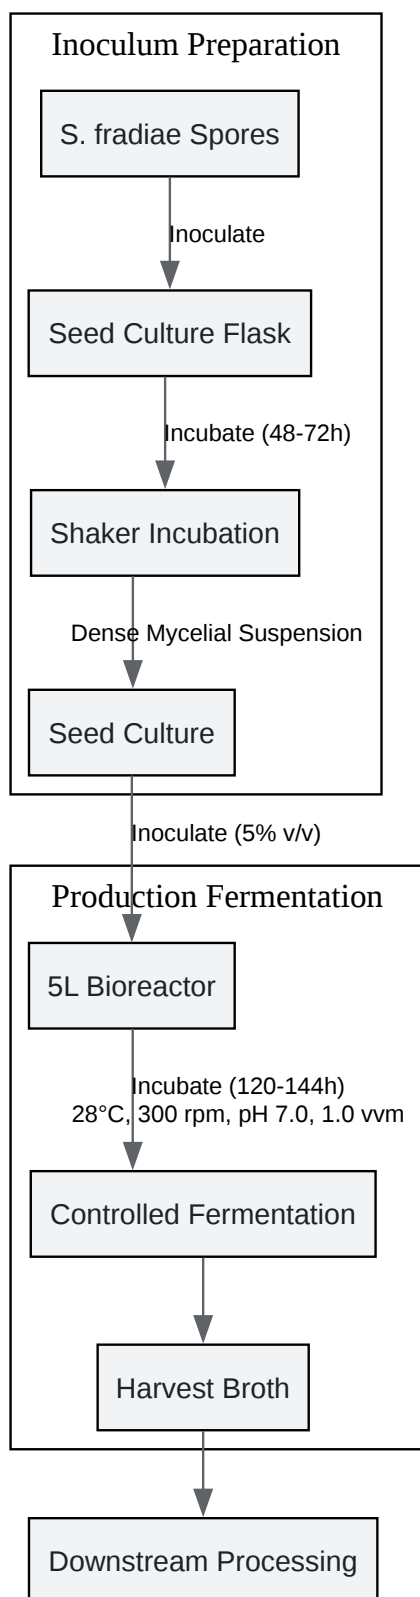 Inoculum Preparation
S. fradiae Spores
Inoculate
Seed Culture Flask
Incubate (48-72h)
Shaker Incubation
Dense Mycelial Suspension
Seed Culture
Inoculate (5% v/v)
Production Fermentation
5L Bioreactor
Incubate (120-144h)
28°C, 300 rpm, pH 7.0, 1.0 vvm
Controlled Fermentation
Harvest Broth
Downstream Processing